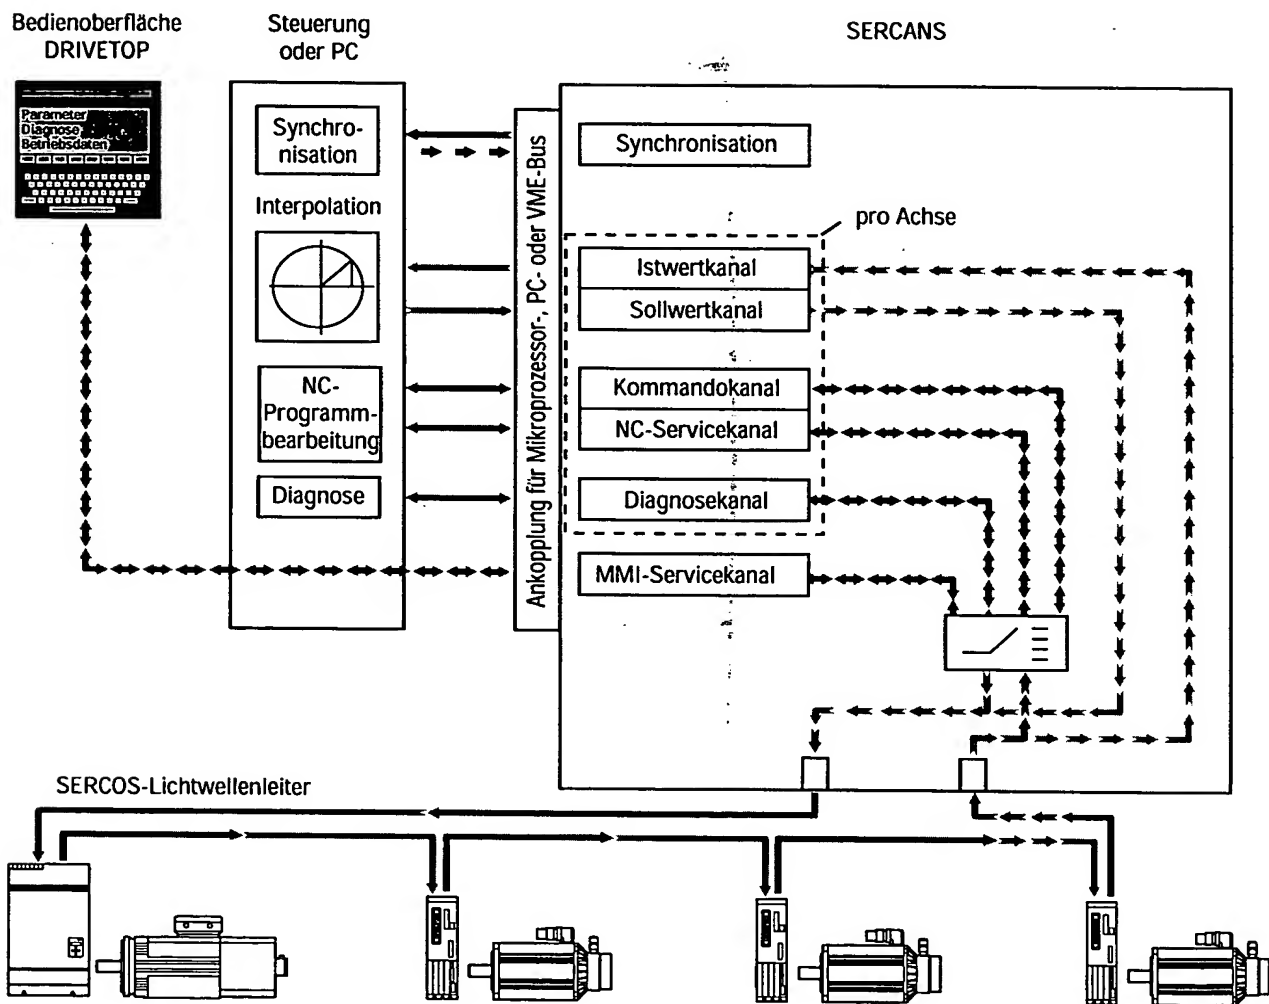 Bedienoberfläche
DRIVETOP
Steuerung
oder PC
SERCANS
Parameter
Diagnose
Betriebsdaten
Synchro-
nisation
Interpolation
NC-
Programm-
bearbeitung
Diagnose
Ankopplung für Mikroprozessor-, PC- oder VME-Bus
Synchronisation
pro Achse
Istwertkanal
Sollwertkanal
Kommandokanal
NC-Servicekanal
Diagnosekanal
MMI-Servicekanal
SERCOS-Lichtwellenleiter